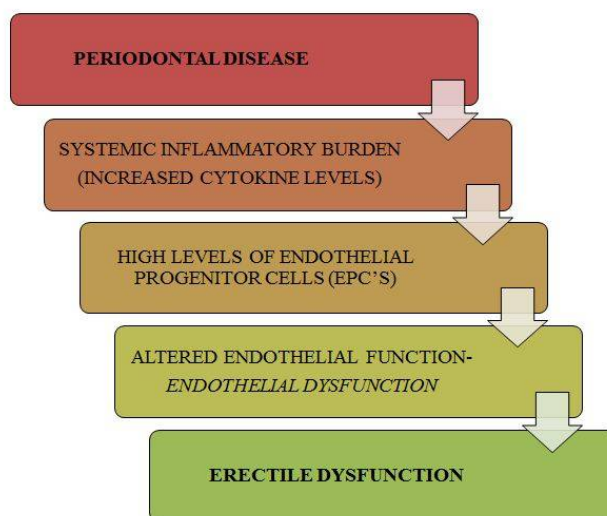 PERIODONTAL DISEASE
SYSTEMIC INFLAMMATORY BURDEN
(INCREASED CYTOKINE LEVELS)
HIGH LEVELS OF ENDOTHELIAL
PROGENITOR CELLS (EPC'S)
ALTERED ENDOTHELIAL FUNCTION-
ENDOTHELIAL DYSFUNCTION
ERECTILE DYSFUNCTION